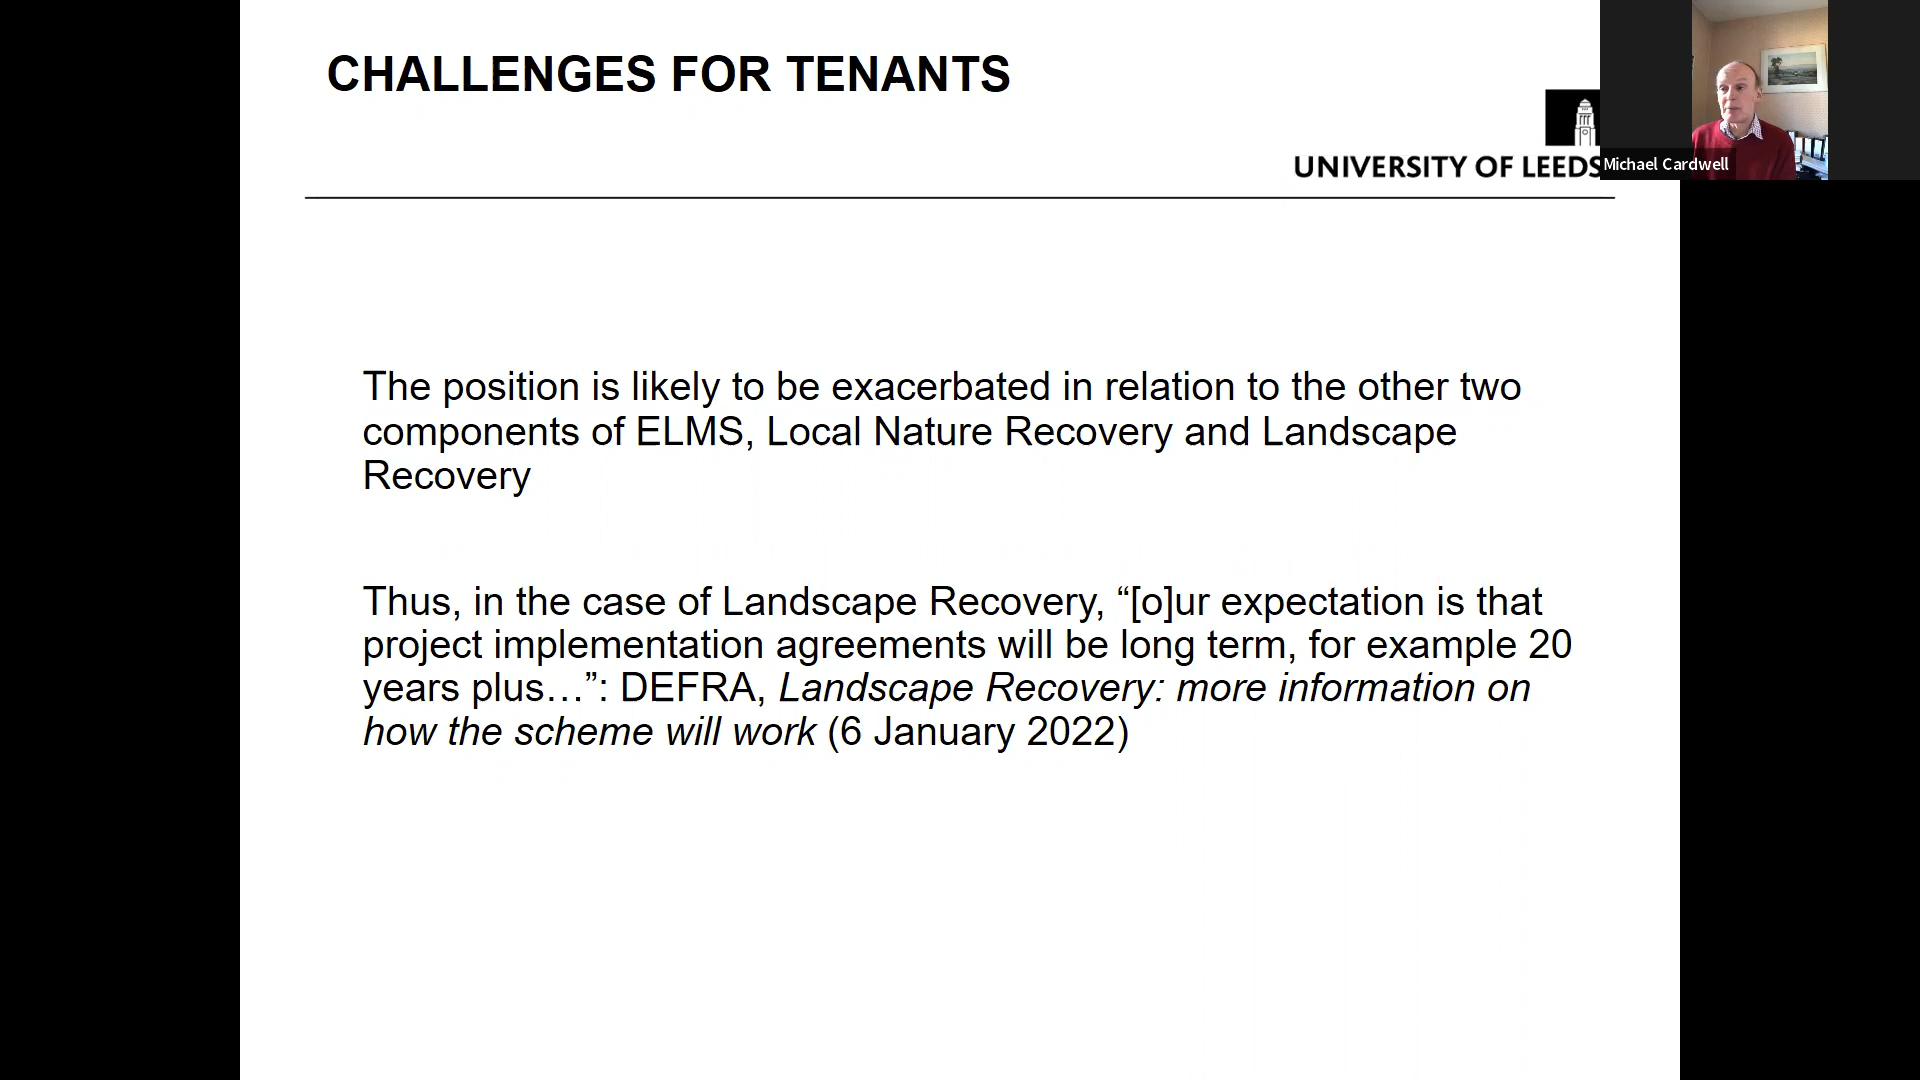 CHALLENGES FOR TENANTS
UNIVERSITY OF LEEDS
Michael Cardwell
The position is likely to be exacerbated in relation to the other two
components of ELMS, Local Nature Recovery and Landscape
Recovery
Thus, in the case of Landscape Recovery, “[o]ur expectation is that
project implementation agreements will be long term, for example 20
years plus…”: DEFRA, Landscape Recovery: more information on
how the scheme will work (6 January 2022)